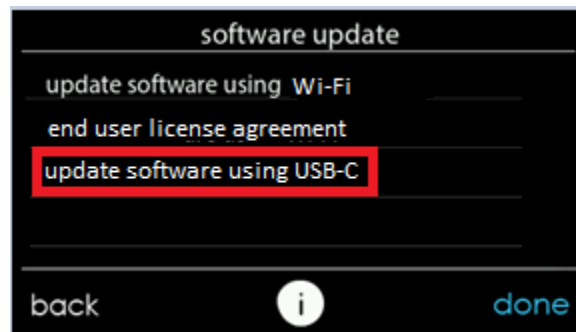 software update
update software using Wi-Fi
end user license agreement
update software using USB-C
back i done